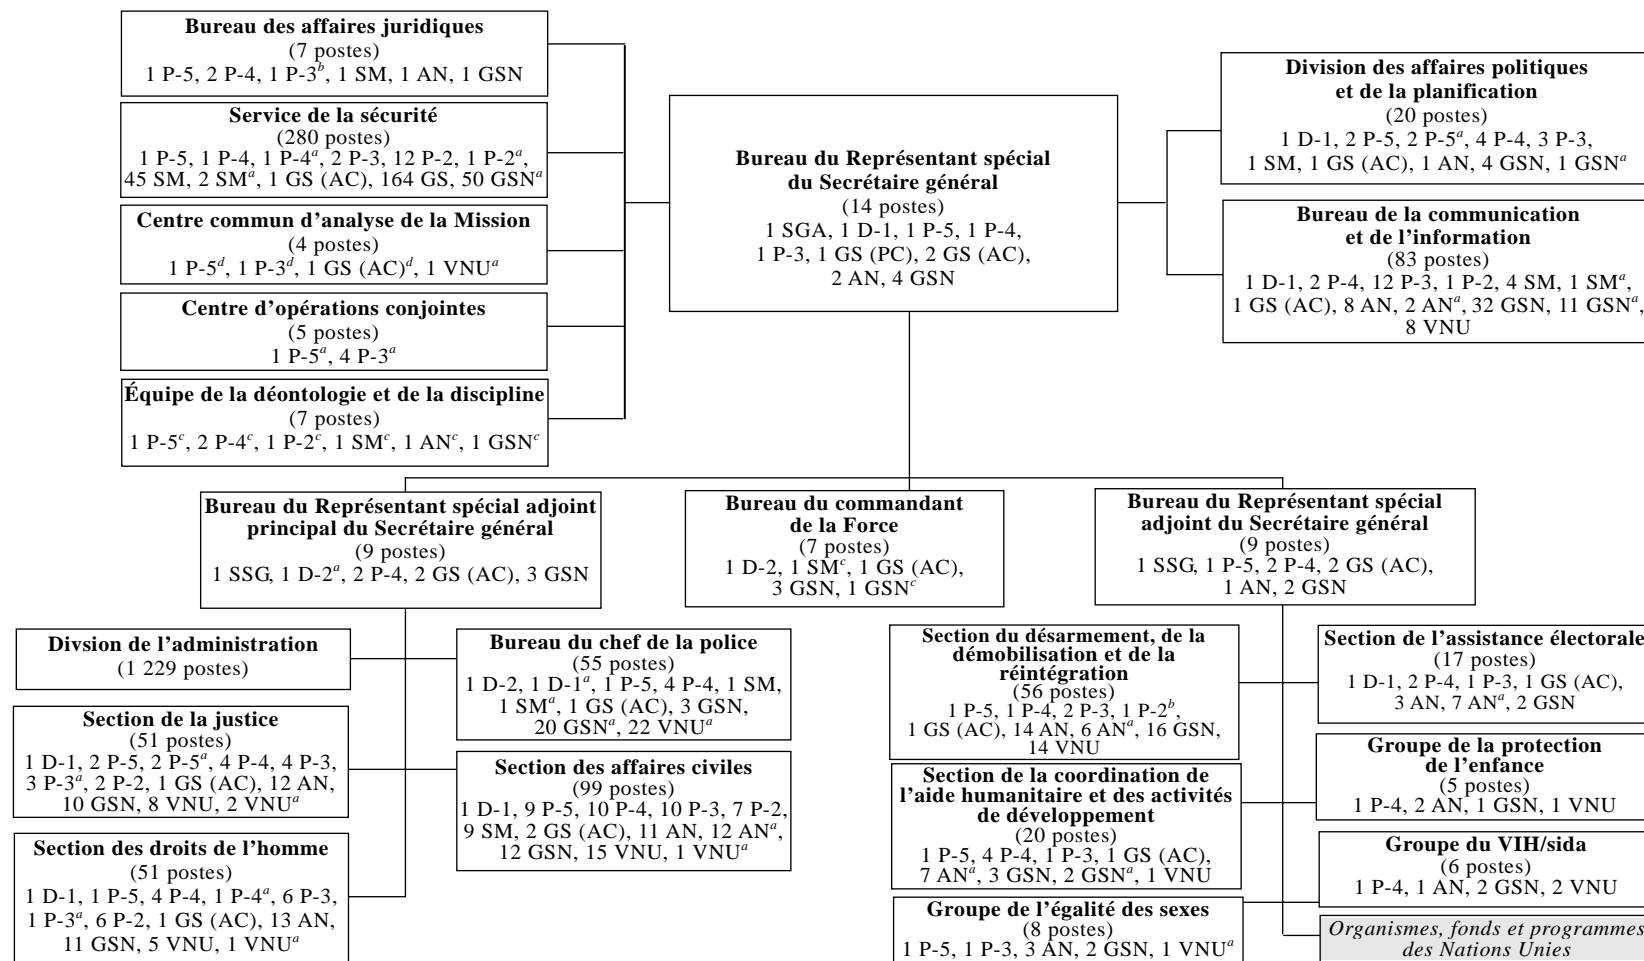 Bureau des affaires juridiques
(7 postes)
1 P-5, 2 P-4, 1 P-3b, 1 SM, 1 AN, 1 GSN
Service de la sécurité
(280 postes)
1 P-5, 1 P-4, 1 P-4a, 2 P-3, 12 P-2, 1 P-2a,
45 SM, 2 SMa, 1 GS (AC), 164 GS, 50 GSNa
Centre commun d'analyse de la Mission
(4 postes)
1 P-5d, 1 P-3d, 1 GS (AC)d, 1 VNUa
Centre d'opérations conjointes
(5 postes)
1 P-5a, 4 P-3a
Équipe de la déontologie et de la discipline
(7 postes)
1 P-5c, 2 P-4c, 1 P-2c, 1 SMc, 1 ANc, 1 GSNc
Bureau du Représentant spécial
du Secrétaire général
(14 postes)
1 SGA, 1 D-1, 1 P-5, 1 P-4,
1 P-3, 1 GS (PC), 2 GS (AC),
2 AN, 4 GSN
Division des affaires politiques
et de la planification
(20 postes)
1 D-1, 2 P-5, 2 P-5a, 4 P-4, 3 P-3,
1 SM, 1 GS (AC), 1 AN, 4 GSN, 1 GSNa
Bureau de la communication
et de l'information
(83 postes)
1 D-1, 2 P-4, 12 P-3, 1 P-2, 4 SM, 1 SMa,
1 GS (AC), 8 AN, 2 ANa, 32 GSN, 11 GSNa,
8 VNU
Bureau du Représentant spécial adjoint
principal du Secrétaire général
(9 postes)
1 SSG, 1 D-2a, 2 P-4, 2 GS (AC), 3 GSN
Bureau du commandant
de la Force
(7 postes)
1 D-2, 1 SMc, 1 GS (AC),
3 GSN, 1 GSNc
Bureau du Représentant spécial
adjoint du Secrétaire général
(9 postes)
1 SSG, 1 P-5, 2 P-4, 2 GS (AC),
1 AN, 2 GSN
Divsion de l'administration
(1 229 postes)
Bureau du chef de la police
(55 postes)
1 D-2, 1 D-1a, 1 P-5, 4 P-4, 1 SM,
1 SMa, 1 GS (AC), 3 GSN,
20 GSNa, 22 VNUa
Section de la justice
(51 postes)
1 D-1, 2 P-5, 2 P-5a, 4 P-4, 4 P-3,
3 P-3a, 2 P-2, 1 GS (AC), 12 AN,
10 GSN, 8 VNU, 2 VNUa
Section des affaires civiles
(99 postes)
1 D-1, 9 P-5, 10 P-4, 10 P-3, 7 P-2,
9 SM, 2 GS (AC), 11 AN, 12 ANa,
12 GSN, 15 VNU, 1 VNUa
Section des droits de l'homme
(51 postes)
1 D-1, 1 P-5, 4 P-4, 1 P-4a, 6 P-3,
1 P-3a, 6 P-2, 1 GS (AC), 13 AN,
11 GSN, 5 VNU, 1 VNUa
Section du désarmement, de la
démobilisation et de la
réintégration
(56 postes)
1 P-5, 1 P-4, 2 P-3, 1 P-2b,
1 GS (AC), 14 AN, 6 ANa, 16 GSN,
14 VNU
Section de l'assistance électorale
(17 postes)
1 D-1, 2 P-4, 1 P-3, 1 GS (AC),
3 AN, 7 ANa, 2 GSN
Section de la coordination de
l'aide humanitaire et des activités
de développement
(20 postes)
1 P-5, 4 P-4, 1 P-3, 1 GS (AC),
7 ANa, 3 GSN, 2 GSNa, 1 VNU
Groupe de la protection
de l'enfance
(5 postes)
1 P-4, 2 AN, 1 GSN, 1 VNU
Groupe du VIH/sida
(6 postes)
1 P-4, 1 AN, 2 GSN, 2 VNU
Groupe de l'égalité des sexes
(8 postes)
1 P-5, 1 P-3, 3 AN, 2 GSN, 1 VNUa
Organismes, fonds et programmes
des Nations Unies